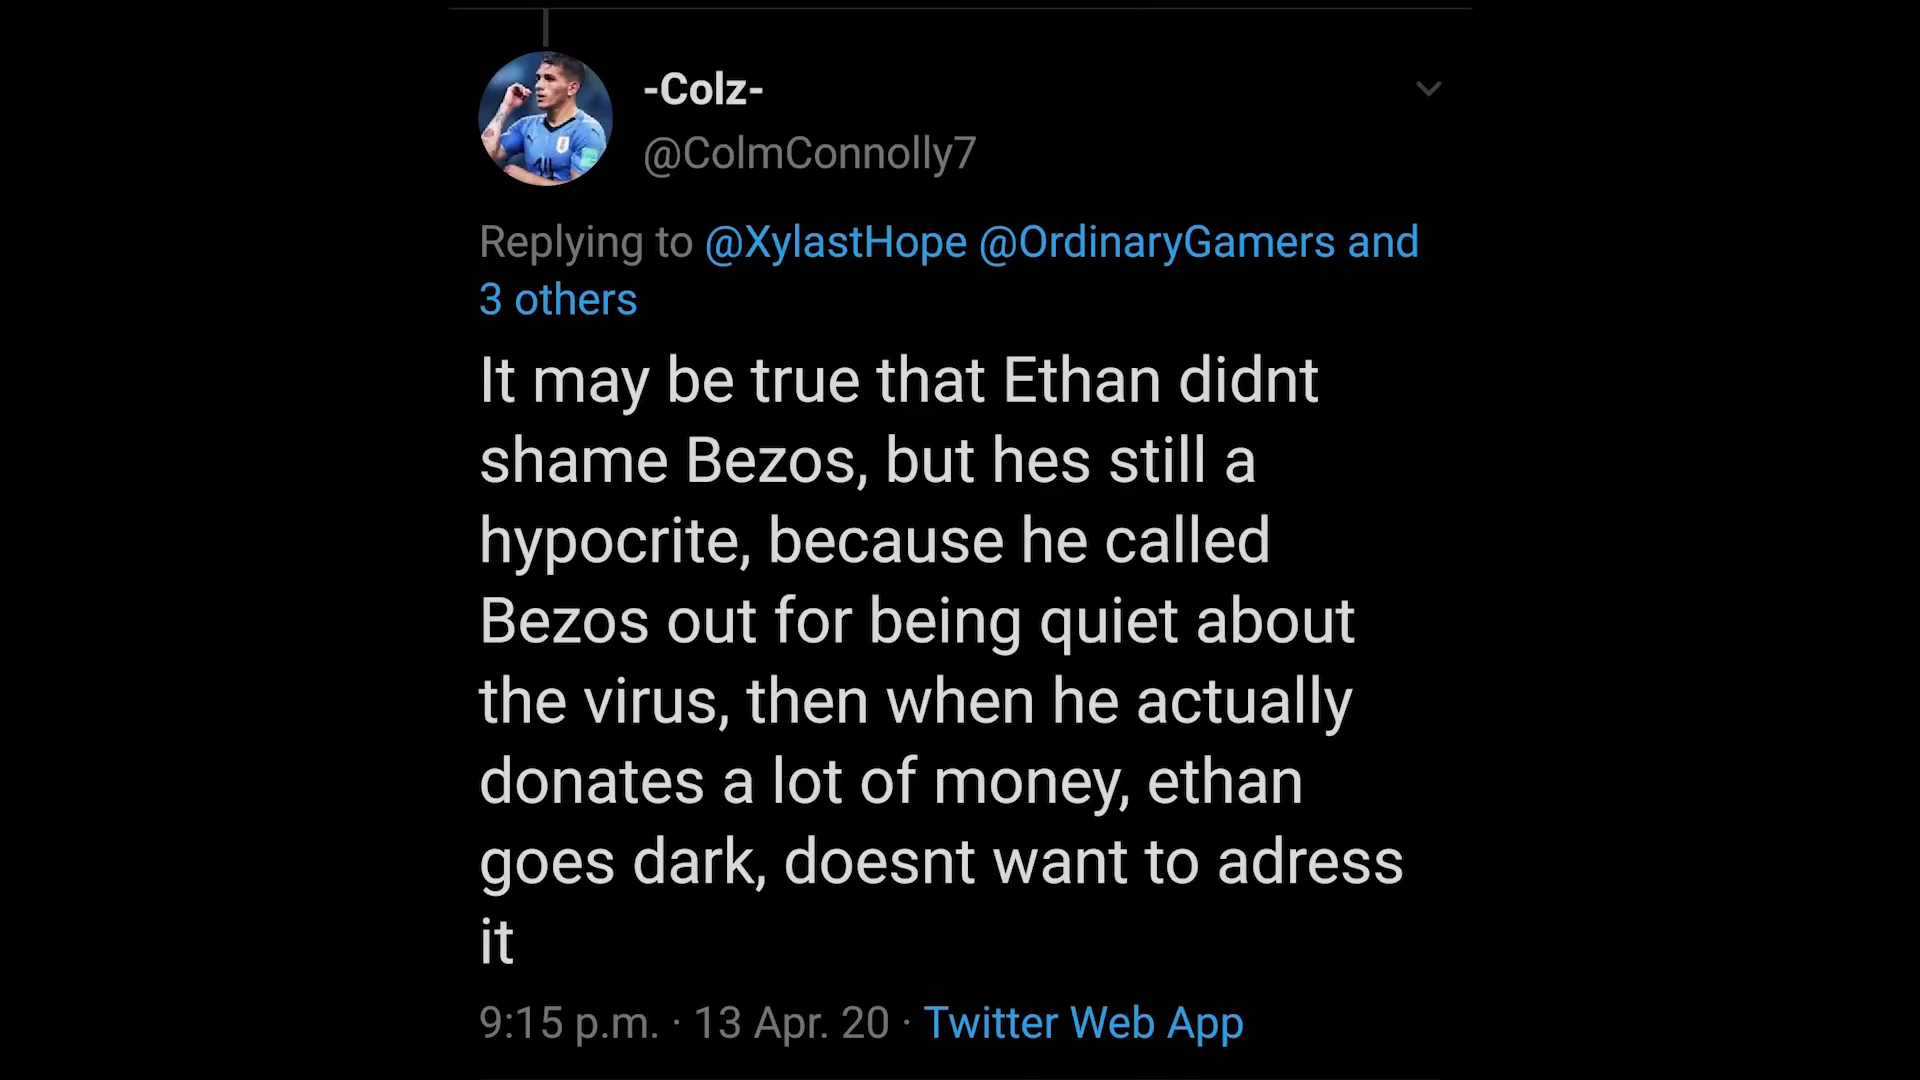 -Colz-
@ColmConnolly7
Replying to @XylastHope @OrdinaryGamers and
3 others
It may be true that Ethan didnt
shame Bezos, but hes still a
hypocrite, because he called
Bezos out for being quiet about
the virus, then when he actually
donates a lot of money, ethan
goes dark, doesnt want to adress
it
9:15 p.m. · 13 Apr. 20 · Twitter Web App